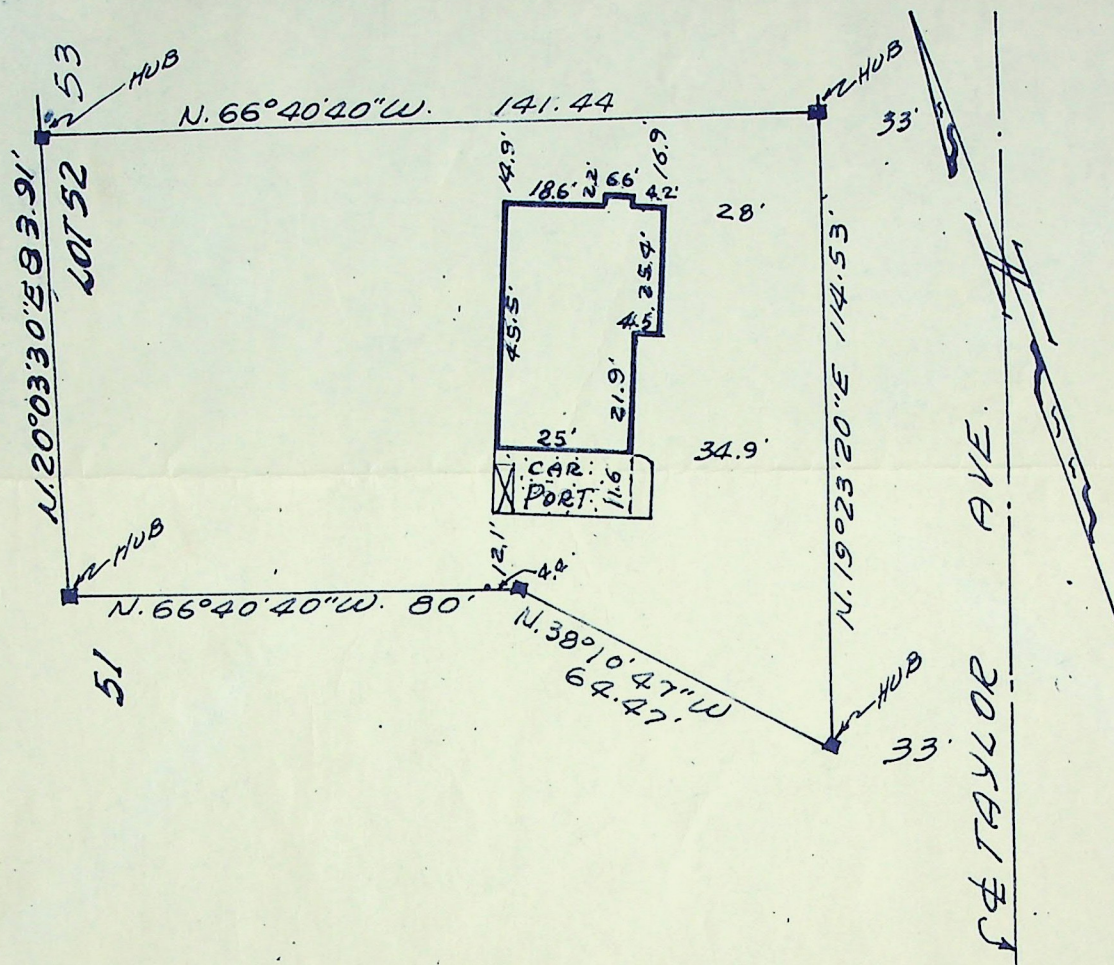 53
HUB
N. 66°40'40"W. 141.44
HUB
33'
LOT 52
N.20°03'30"E 83.91'
14.9'
16.9'
18.6'
2.2'
6.6'
4.2'
28'
45.5'
25.4'
4.5
21.9'
25'
CAR
PORT
11.6
34.9'
N.19°23'20"E 114.53'
HUB
12.1'
N. 66°40'40"W. 80'
N.38°10'47"W
64.47'
51
HUB
33'
℄ TAYLOR AVE.